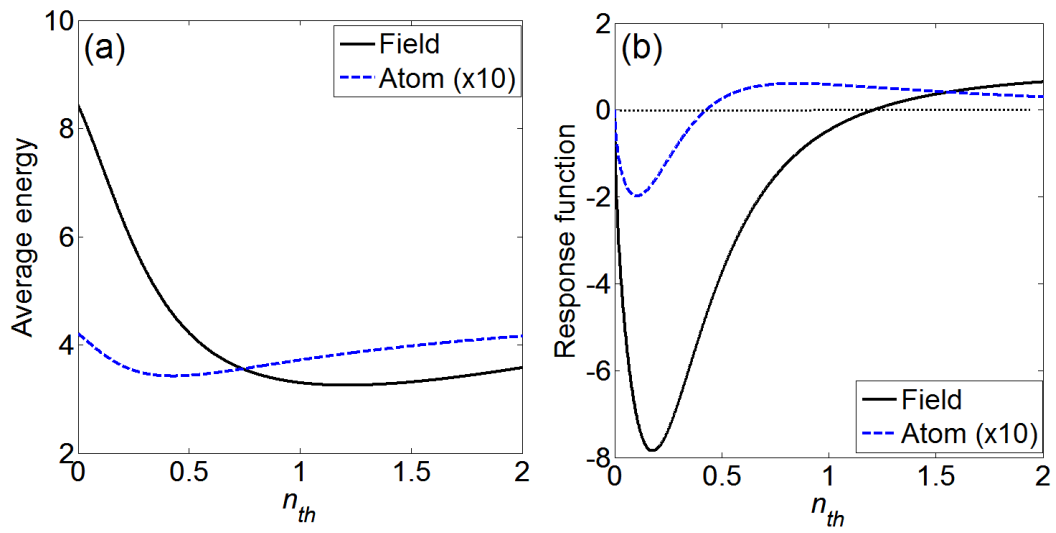 (a)
Field
Atom (x10)
Average energy
10
8
6
4
2
0
0.5
1
1.5
2
n_th
(b)
Field
Atom (x10)
Response function
2
0
-2
-4
-6
-8
0
0.5
1
1.5
2
n_th